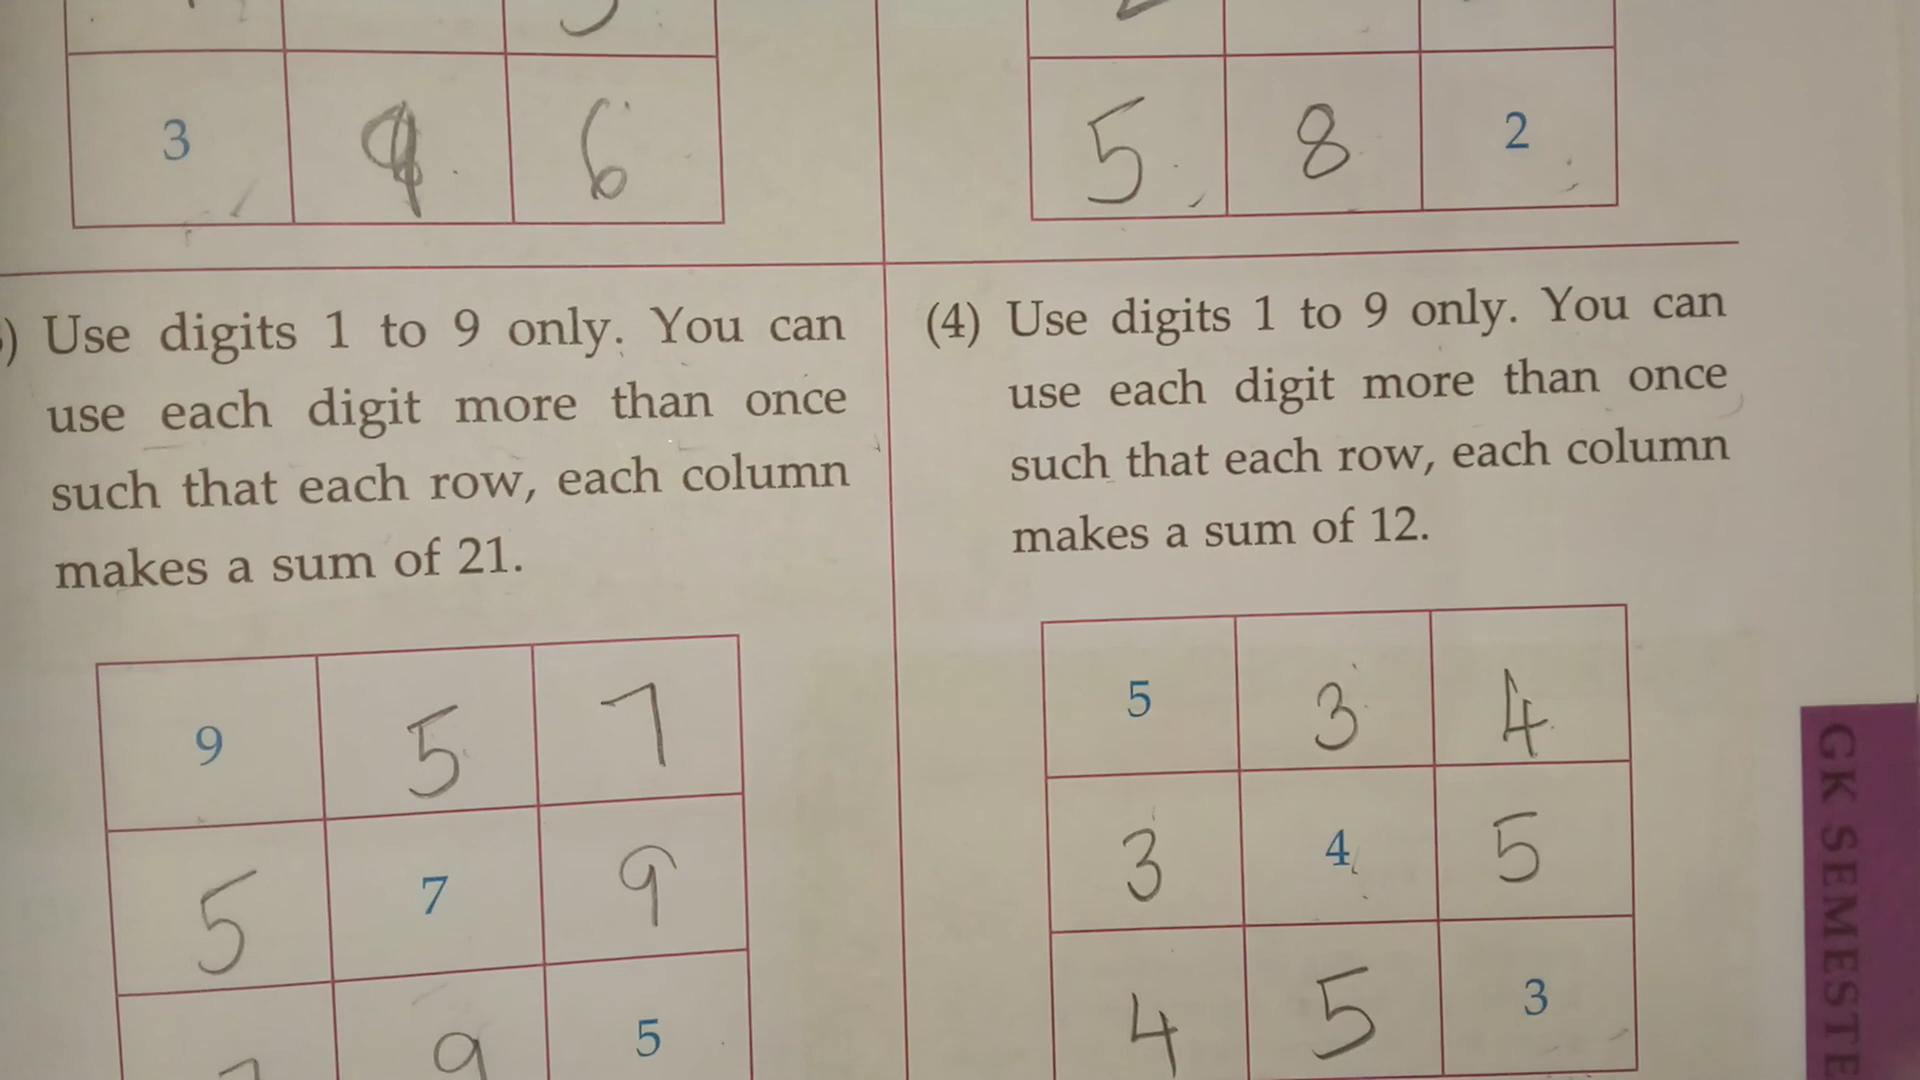 3 9 6
5 8 2
) Use digits 1 to 9 only. You can
use each digit more than once
such that each row, each column
makes a sum of 21.
9 5 7
5 7 9
9 5
(4) Use digits 1 to 9 only. You can
use each digit more than once
such that each row, each column
makes a sum of 12.
5 3 4
3 4 5
4 5 3
GK SEMESTE